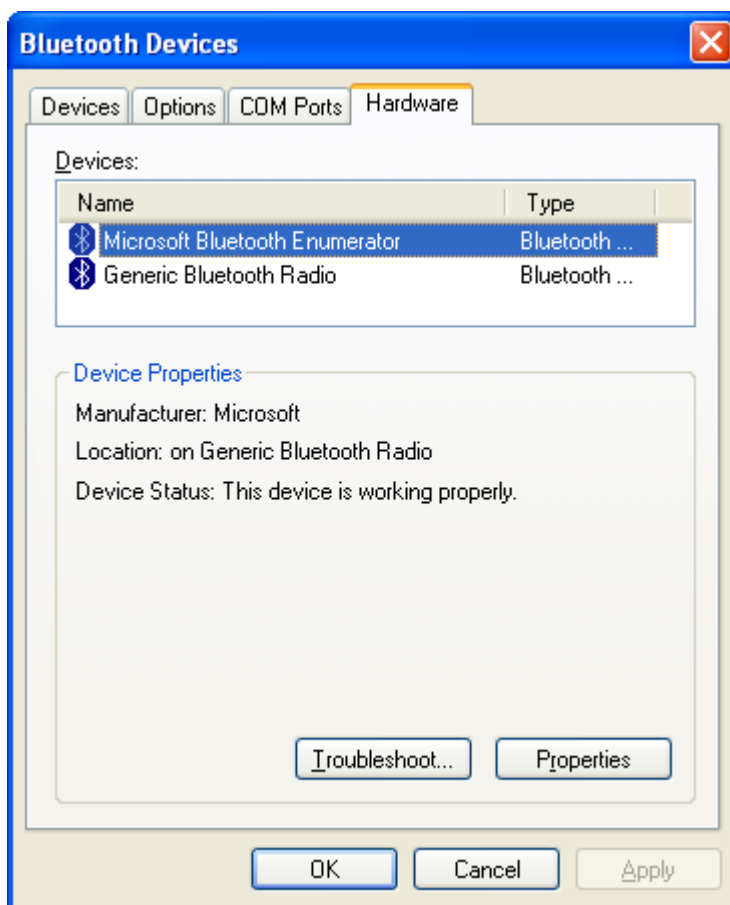 Bluetooth Devices
Devices Options COM Ports Hardware
Devices:
Name Type
Microsoft Bluetooth Enumerator Bluetooth ...
Generic Bluetooth Radio Bluetooth ...
Device Properties
Manufacturer: Microsoft
Location: on Generic Bluetooth Radio
Device Status: This device is working properly.
Troubleshoot... Properties
OK Cancel Apply